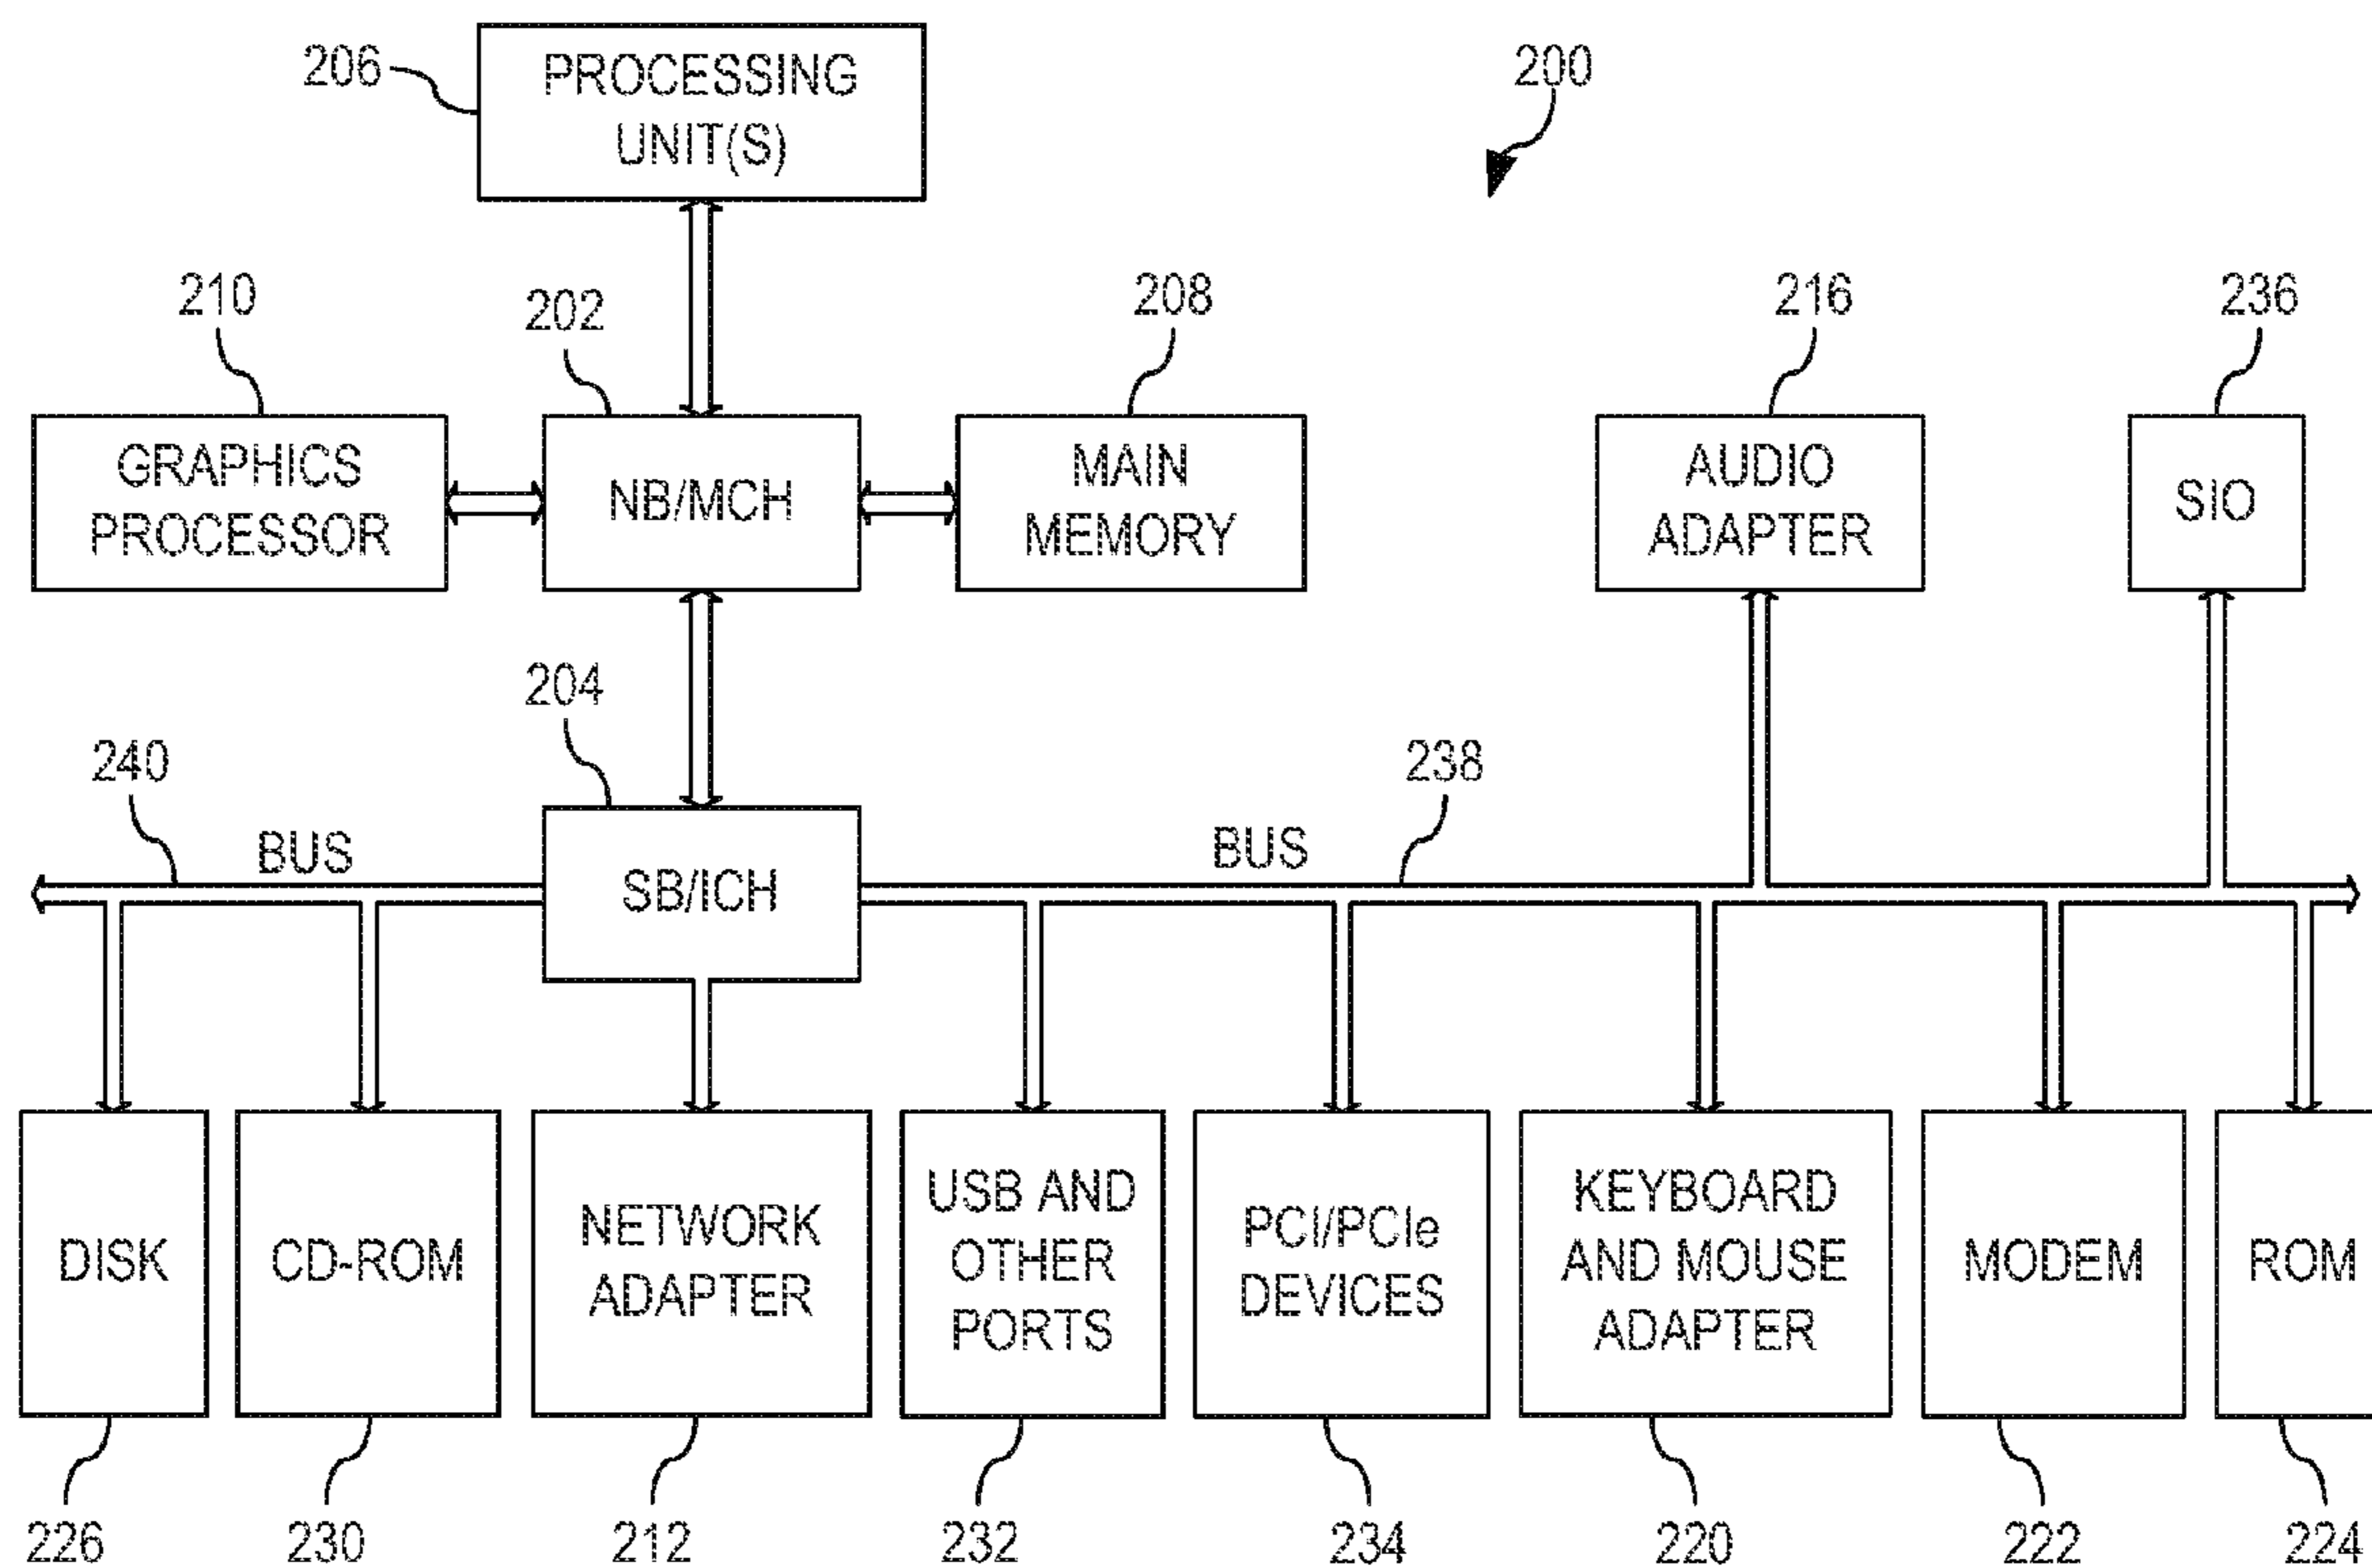 206
PROCESSING
UNIT(S)
200
210
202
208
216
236
GRAPHICS
PROCESSOR
NB/MCH
MAIN
MEMORY
AUDIO
ADAPTER
SIO
204
240
BUS
SB/ICH
BUS
238
DISK
CD-ROM
NETWORK
ADAPTER
USB AND
OTHER
PORTS
PCI/PCIe
DEVICES
KEYBOARD
AND MOUSE
ADAPTER
MODEM
ROM
226
230
212
232
234
220
222
224